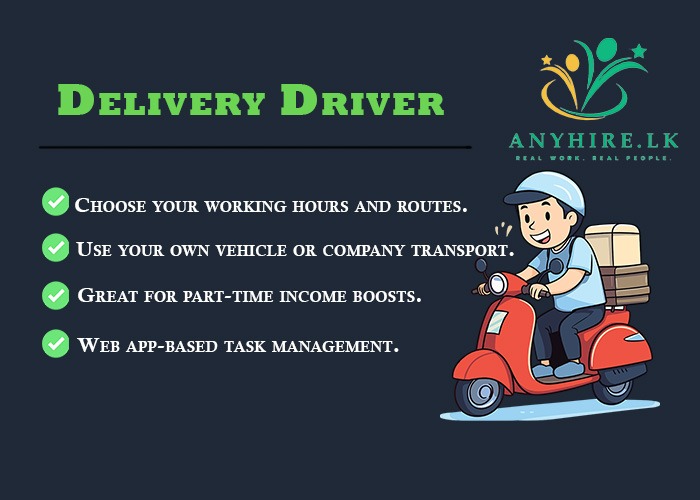 Delivery Driver
ANYHIRE.LK
REAL WORK. REAL PEOPLE.
Choose your working hours and routes.
Use your own vehicle or company transport.
Great for part-time income boosts.
Web app-based task management.